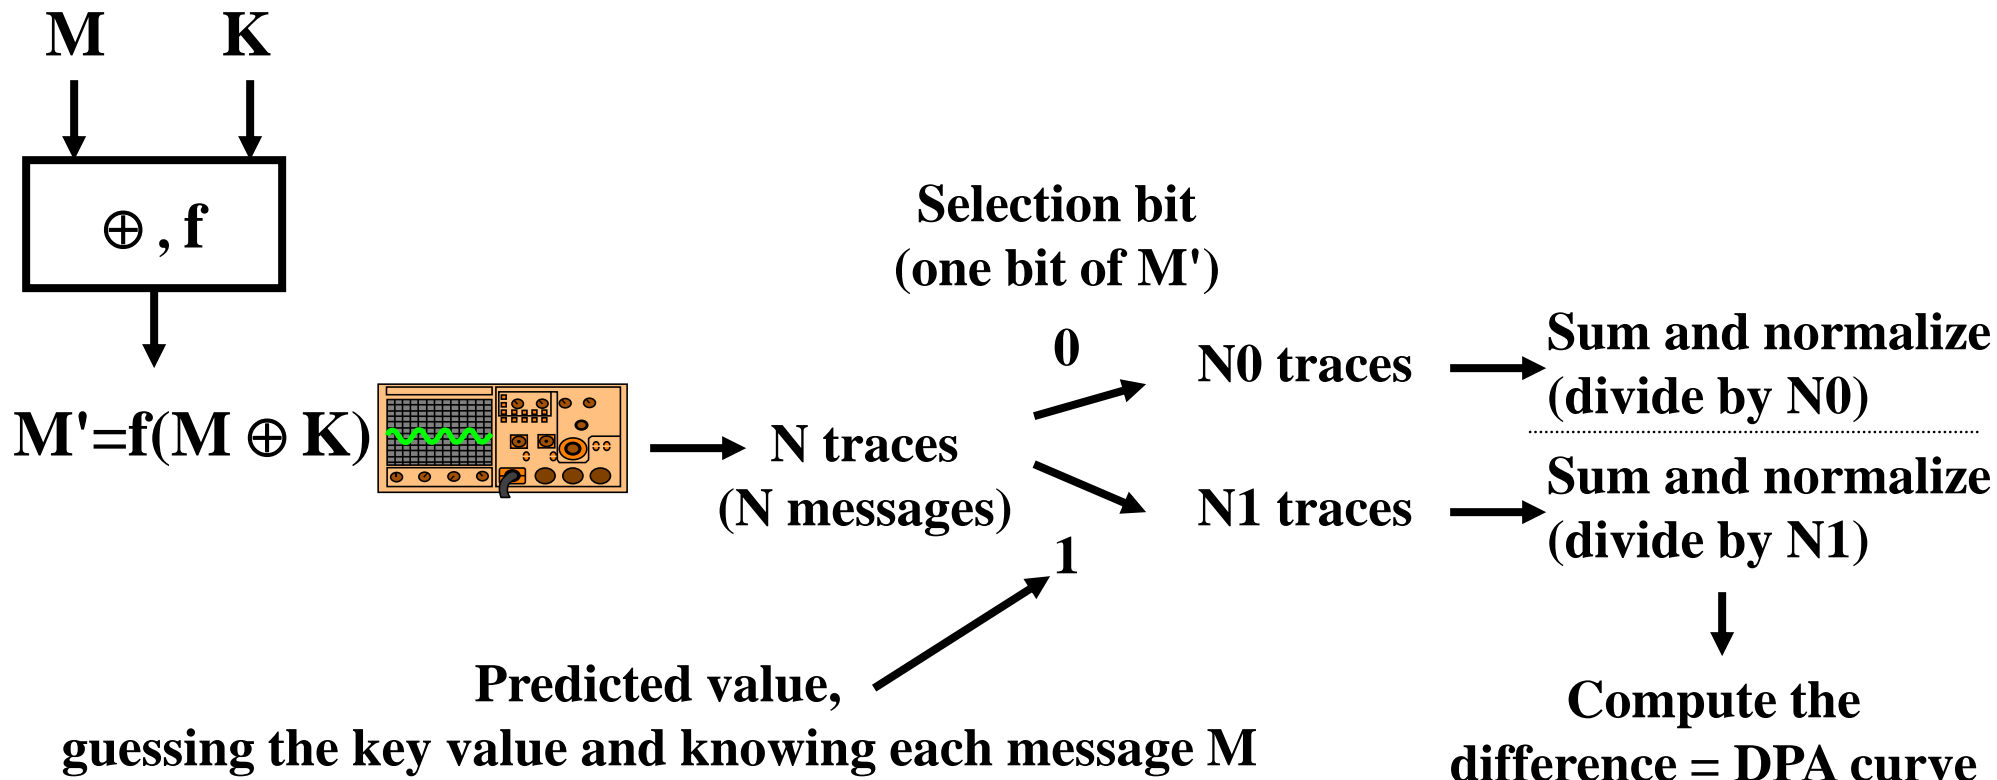 M K
⊕ , f
M'=f(M ⊕ K)
Selection bit
(one bit of M')
N traces
(N messages)
0
1
N0 traces
N1 traces
Sum and normalize
(divide by N0)
Sum and normalize
(divide by N1)
Predicted value,
guessing the key value and knowing each message M
Compute the
difference = DPA curve